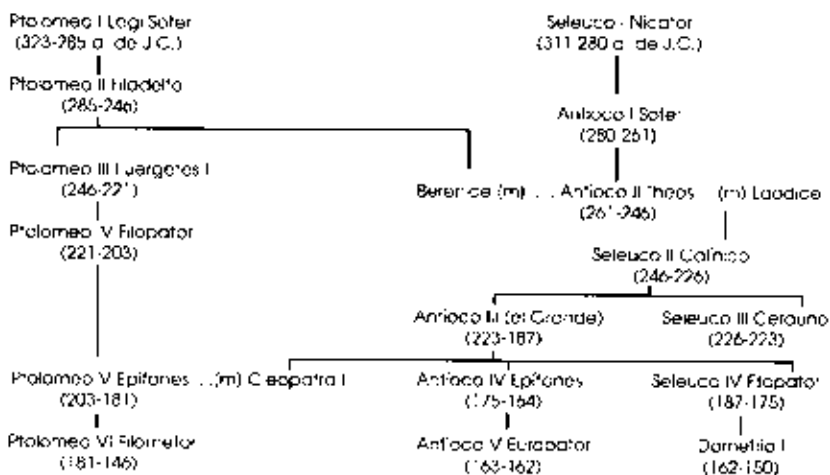 Ptolomeo I Lagi Soter
(323-285 a. de J.C.)
Seleuco I Nicator
(311-280 a. de J.C.)
Ptolomeo II Filadelfo
(285-246)
Antioco I Soter
(280-261)
Ptolomeo III Euergetes I
(246-221)
Berenice (m) ... Antioco II Theos (m) Laodice
(261-246)
Ptolomeo IV Filopator
(221-203)
Seleuco II Calinico
(246-226)
Antioco III (el Grande)
(223-187)
Seleuco III Cerauno
(226-223)
Ptolomeo V Epifanes ...(m) Cleopatra I
(203-181)
Antioco IV Epifanes
(175-164)
Seleuco IV Filopator
(187-175)
Ptolomeo VI Filometor
(181-146)
Antioco V Eurapator
(163-162)
Demetrio I
(162-150)